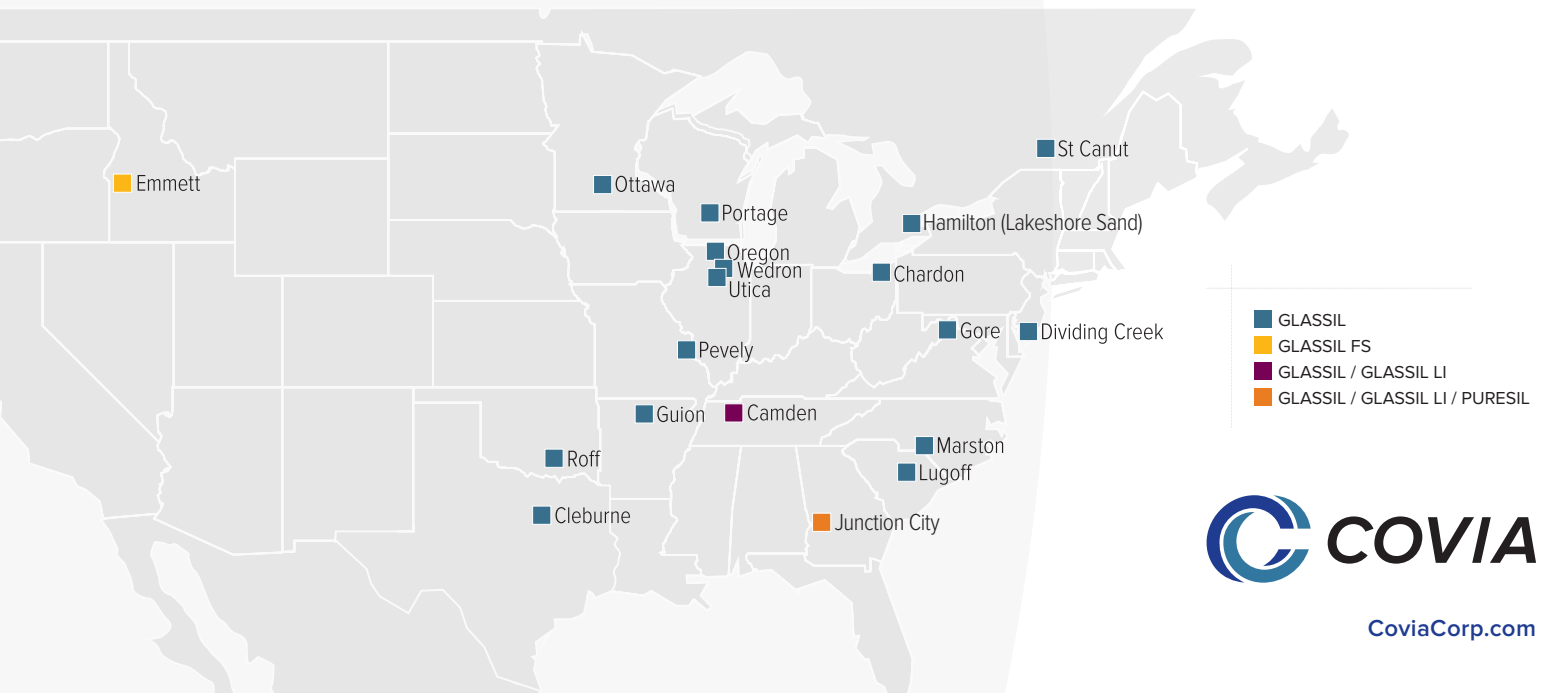 St Canut
Emmett
Ottawa
Portage
Hamilton (Lakeshore Sand)
Oregon
Wedron
Utica
Chardon
Gore
Dividing Creek
Pevely
Guion
Camden
Marston
Roff
Lugoff
Cleburne
Junction City
GLASSIL
GLASSIL FS
GLASSIL / GLASSIL LI
GLASSIL / GLASSIL LI / PURESIL
COVIA
CoviaCorp.com